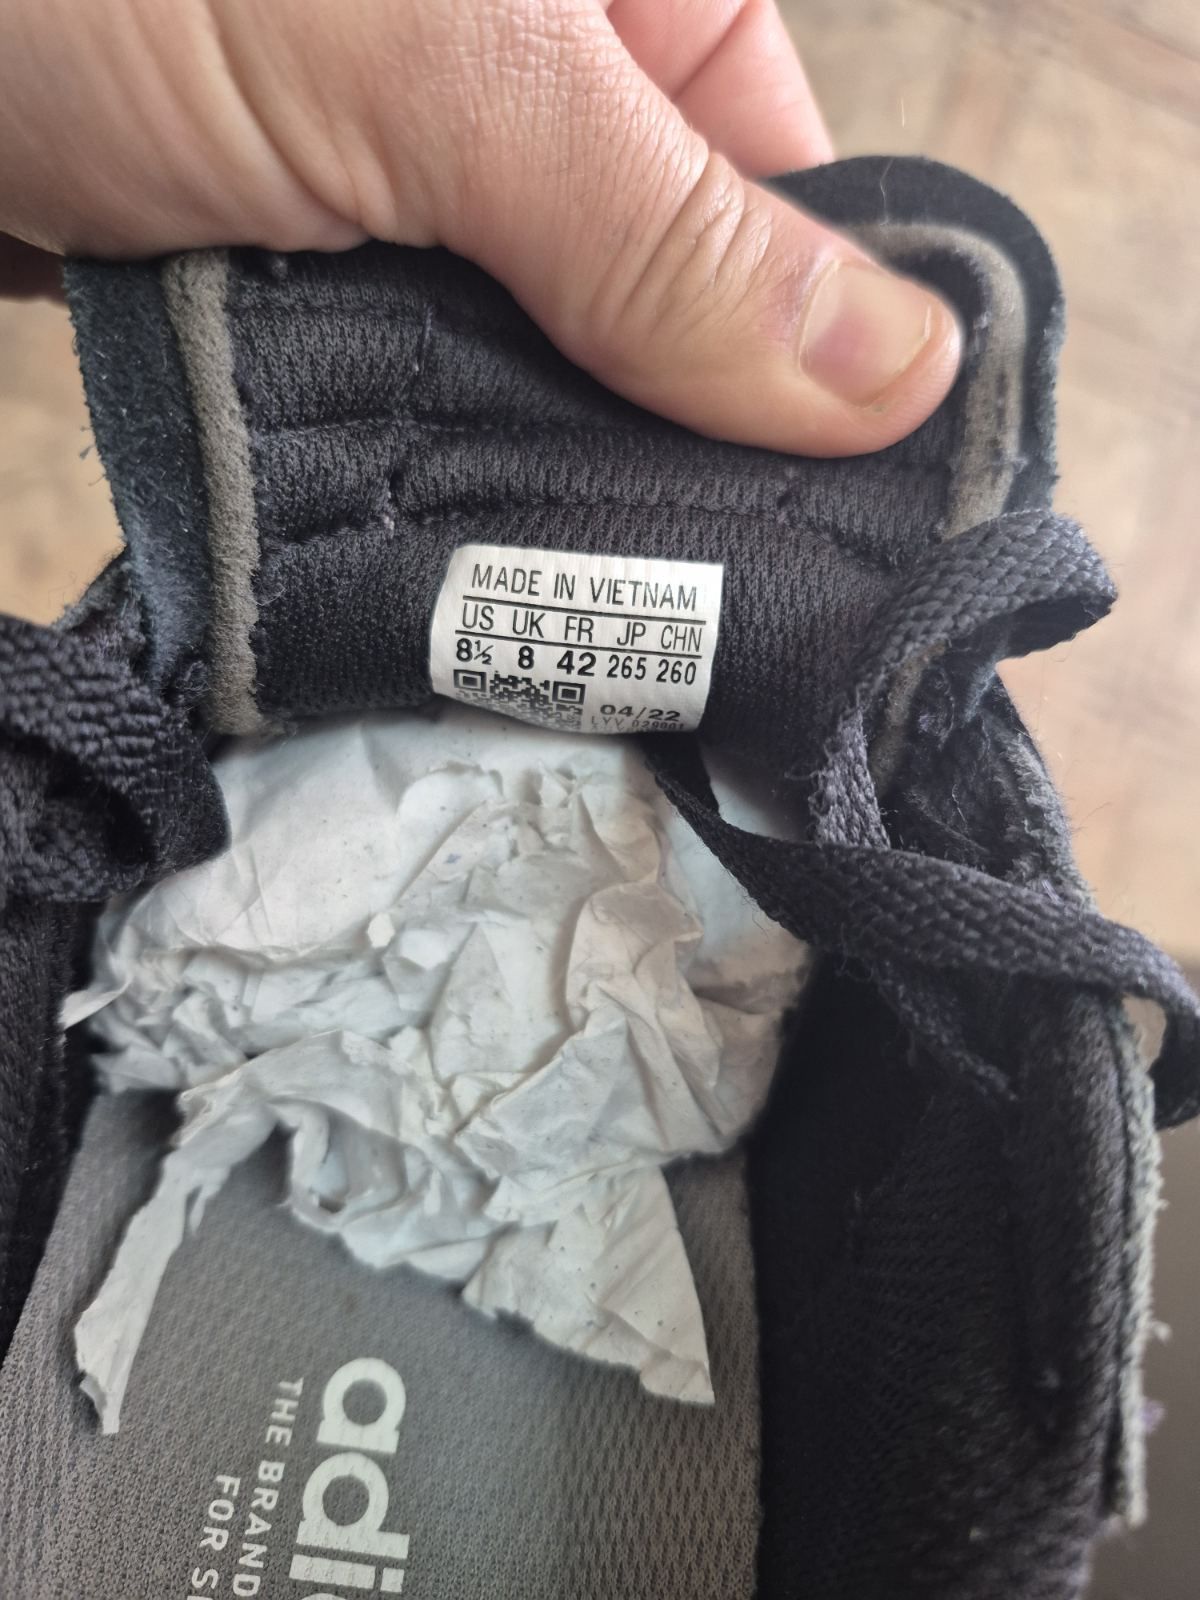 MADE IN VIETNAM
US UK FR JP CHN
8½ 8 42 265 260
04/22
THE BRAND
FOR